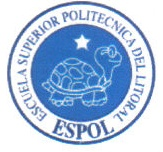 ESCUELA SUPERIOR POLITECNICA DEL LITORAL
ESPOL